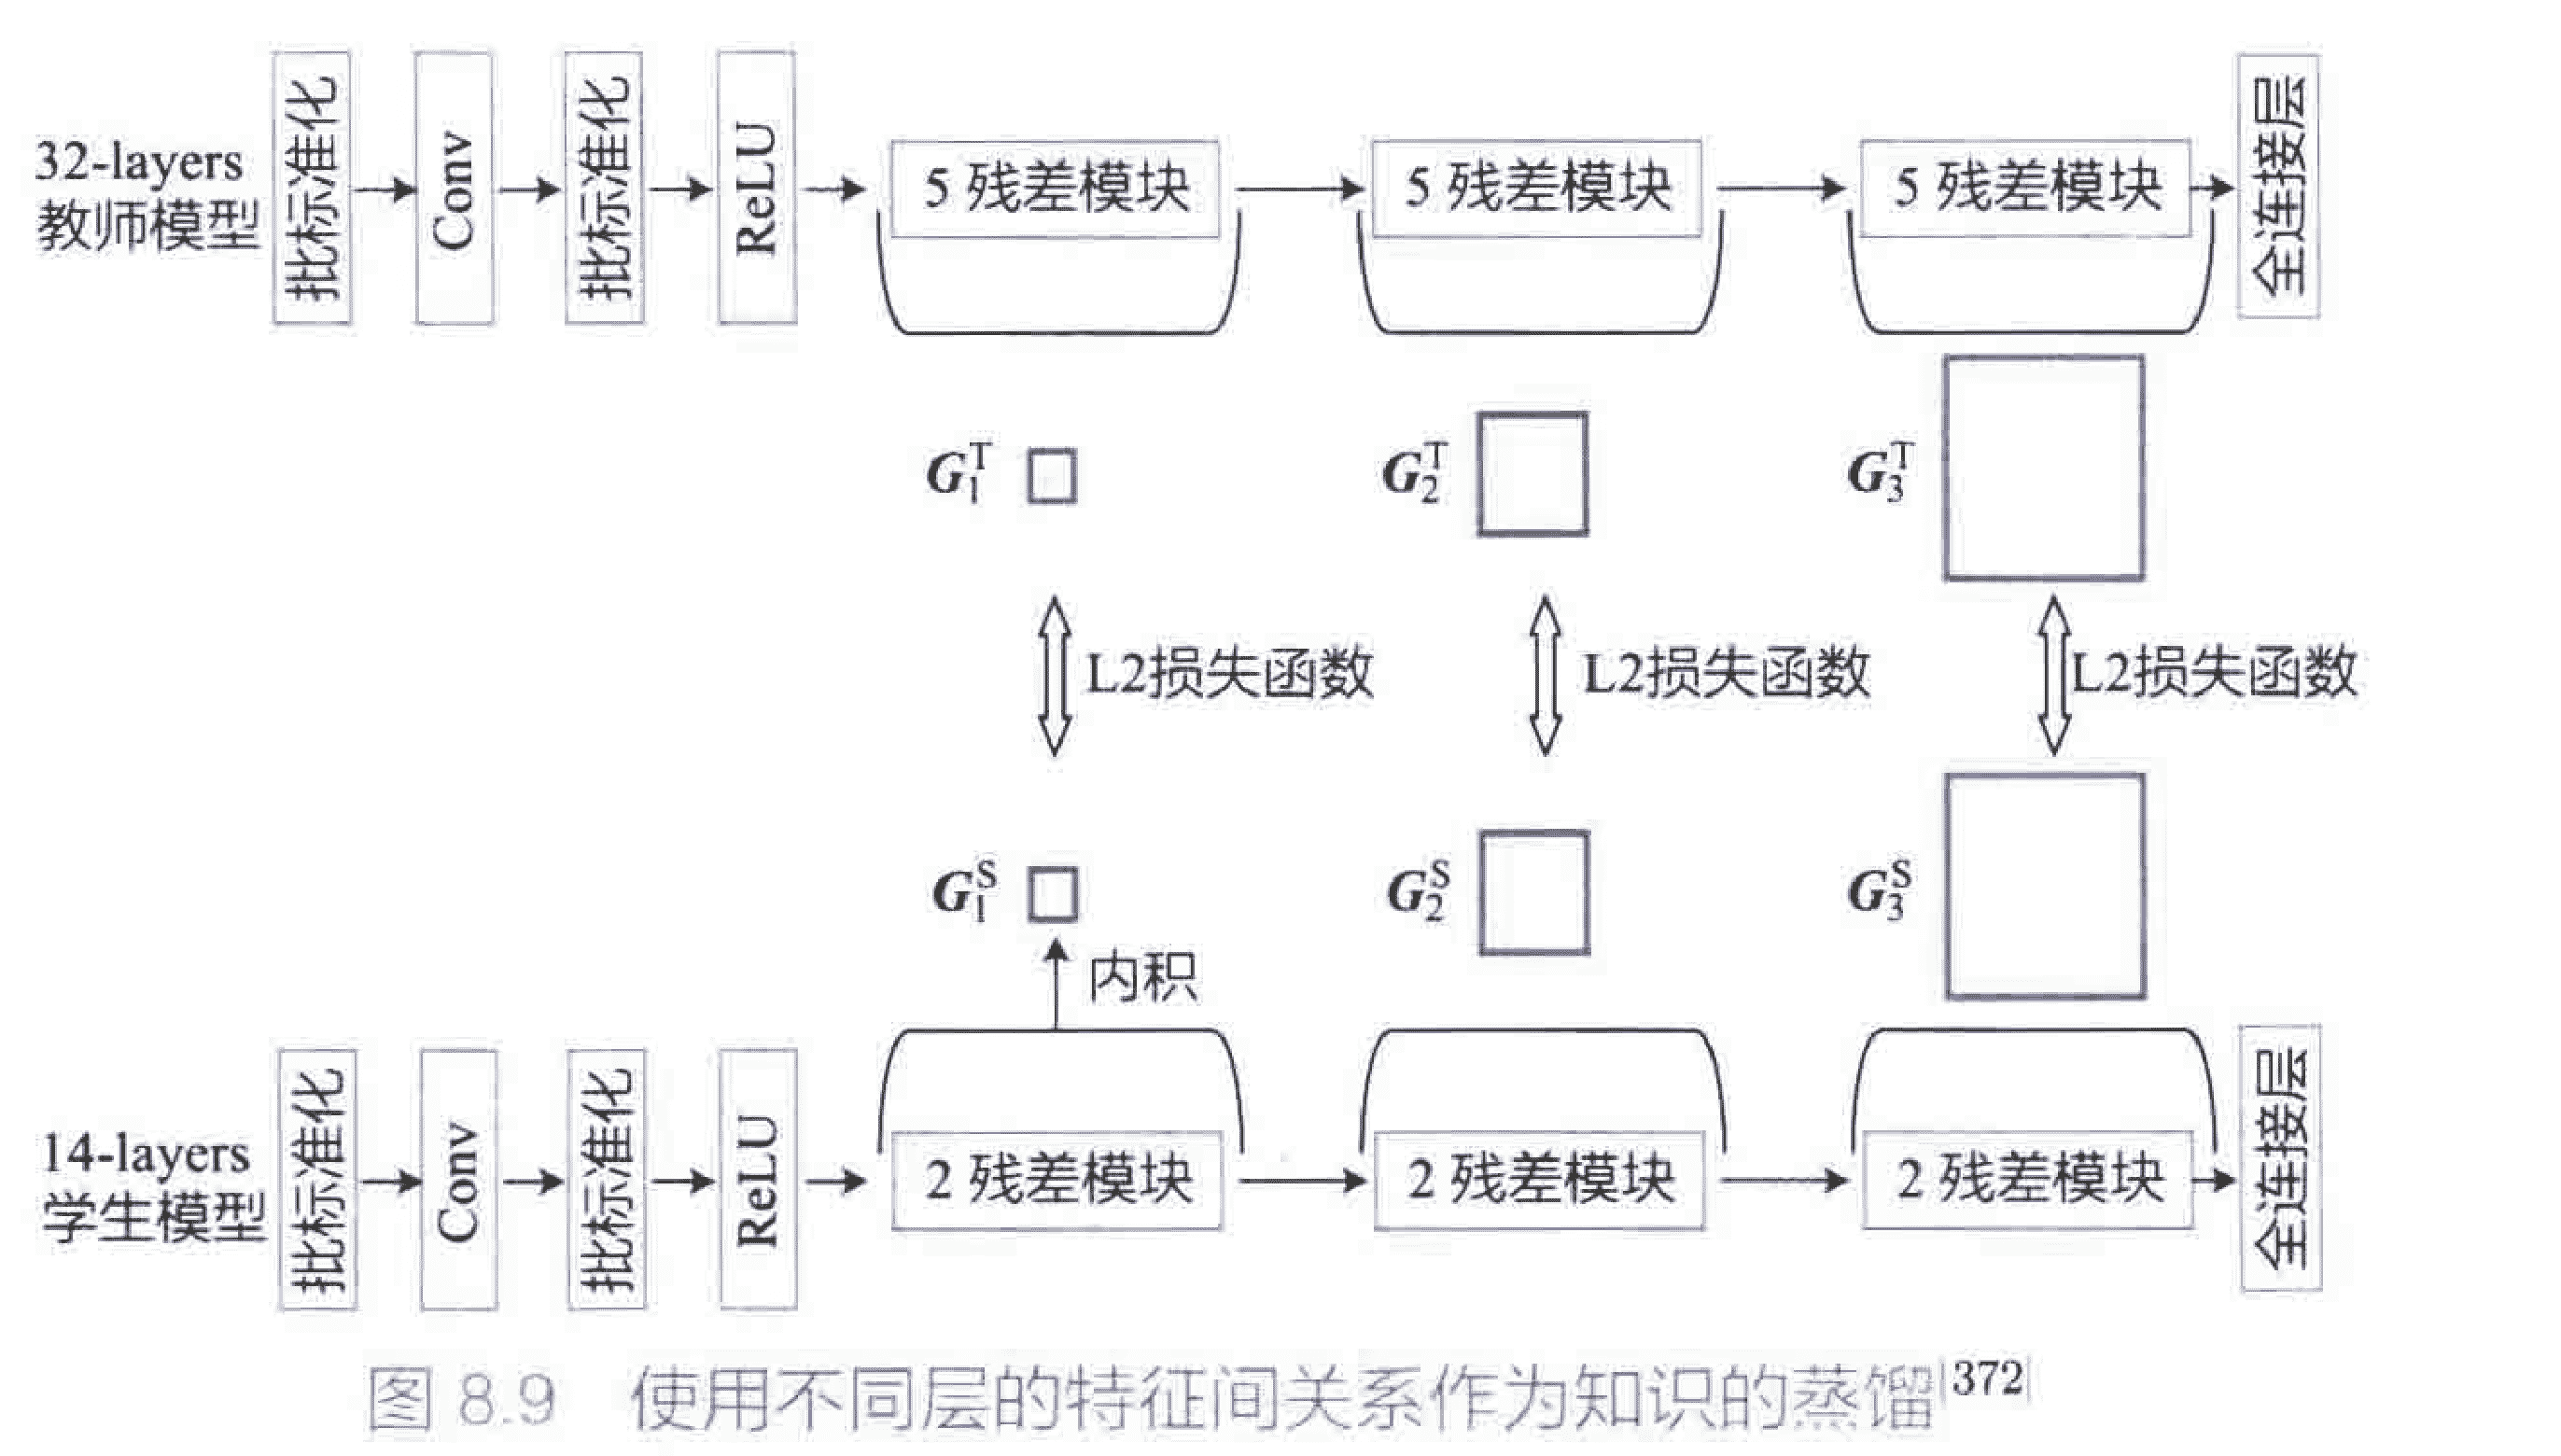 32-layers
教师模型
批标准化
Conv
批标准化
ReLU
5 残差模块
5 残差模块
5 残差模块
全连接层
G₁ᵀ
G₂ᵀ
G₃ᵀ
L2损失函数
L2损失函数
L2损失函数
G₁ˢ
G₂ˢ
G₃ˢ
内积
14-layers
学生模型
批标准化
Conv
批标准化
ReLU
2 残差模块
2 残差模块
2 残差模块
全连接层
图 8.9 使用不同层的特征间关系作为知识的蒸馏[372]